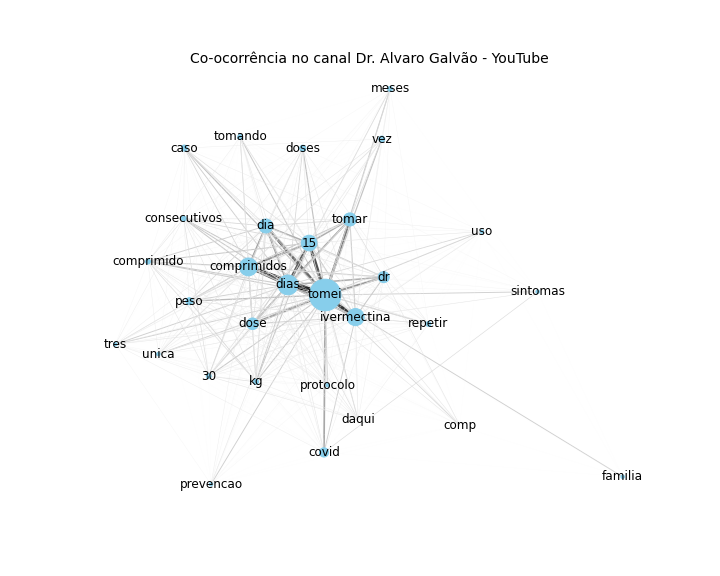 Co-ocorrência no canal Dr. Alvaro Galvão - YouTube
meses
tomando
vez
caso
doses
consecutivos
tomar
dia
uso
15
comprimido
comprimidos
dr
dias
sintomas
tomei
peso
ivermectina
dose
repetir
tres
unica
30
kg
protocolo
daqui
comp
covid
familia
prevencao